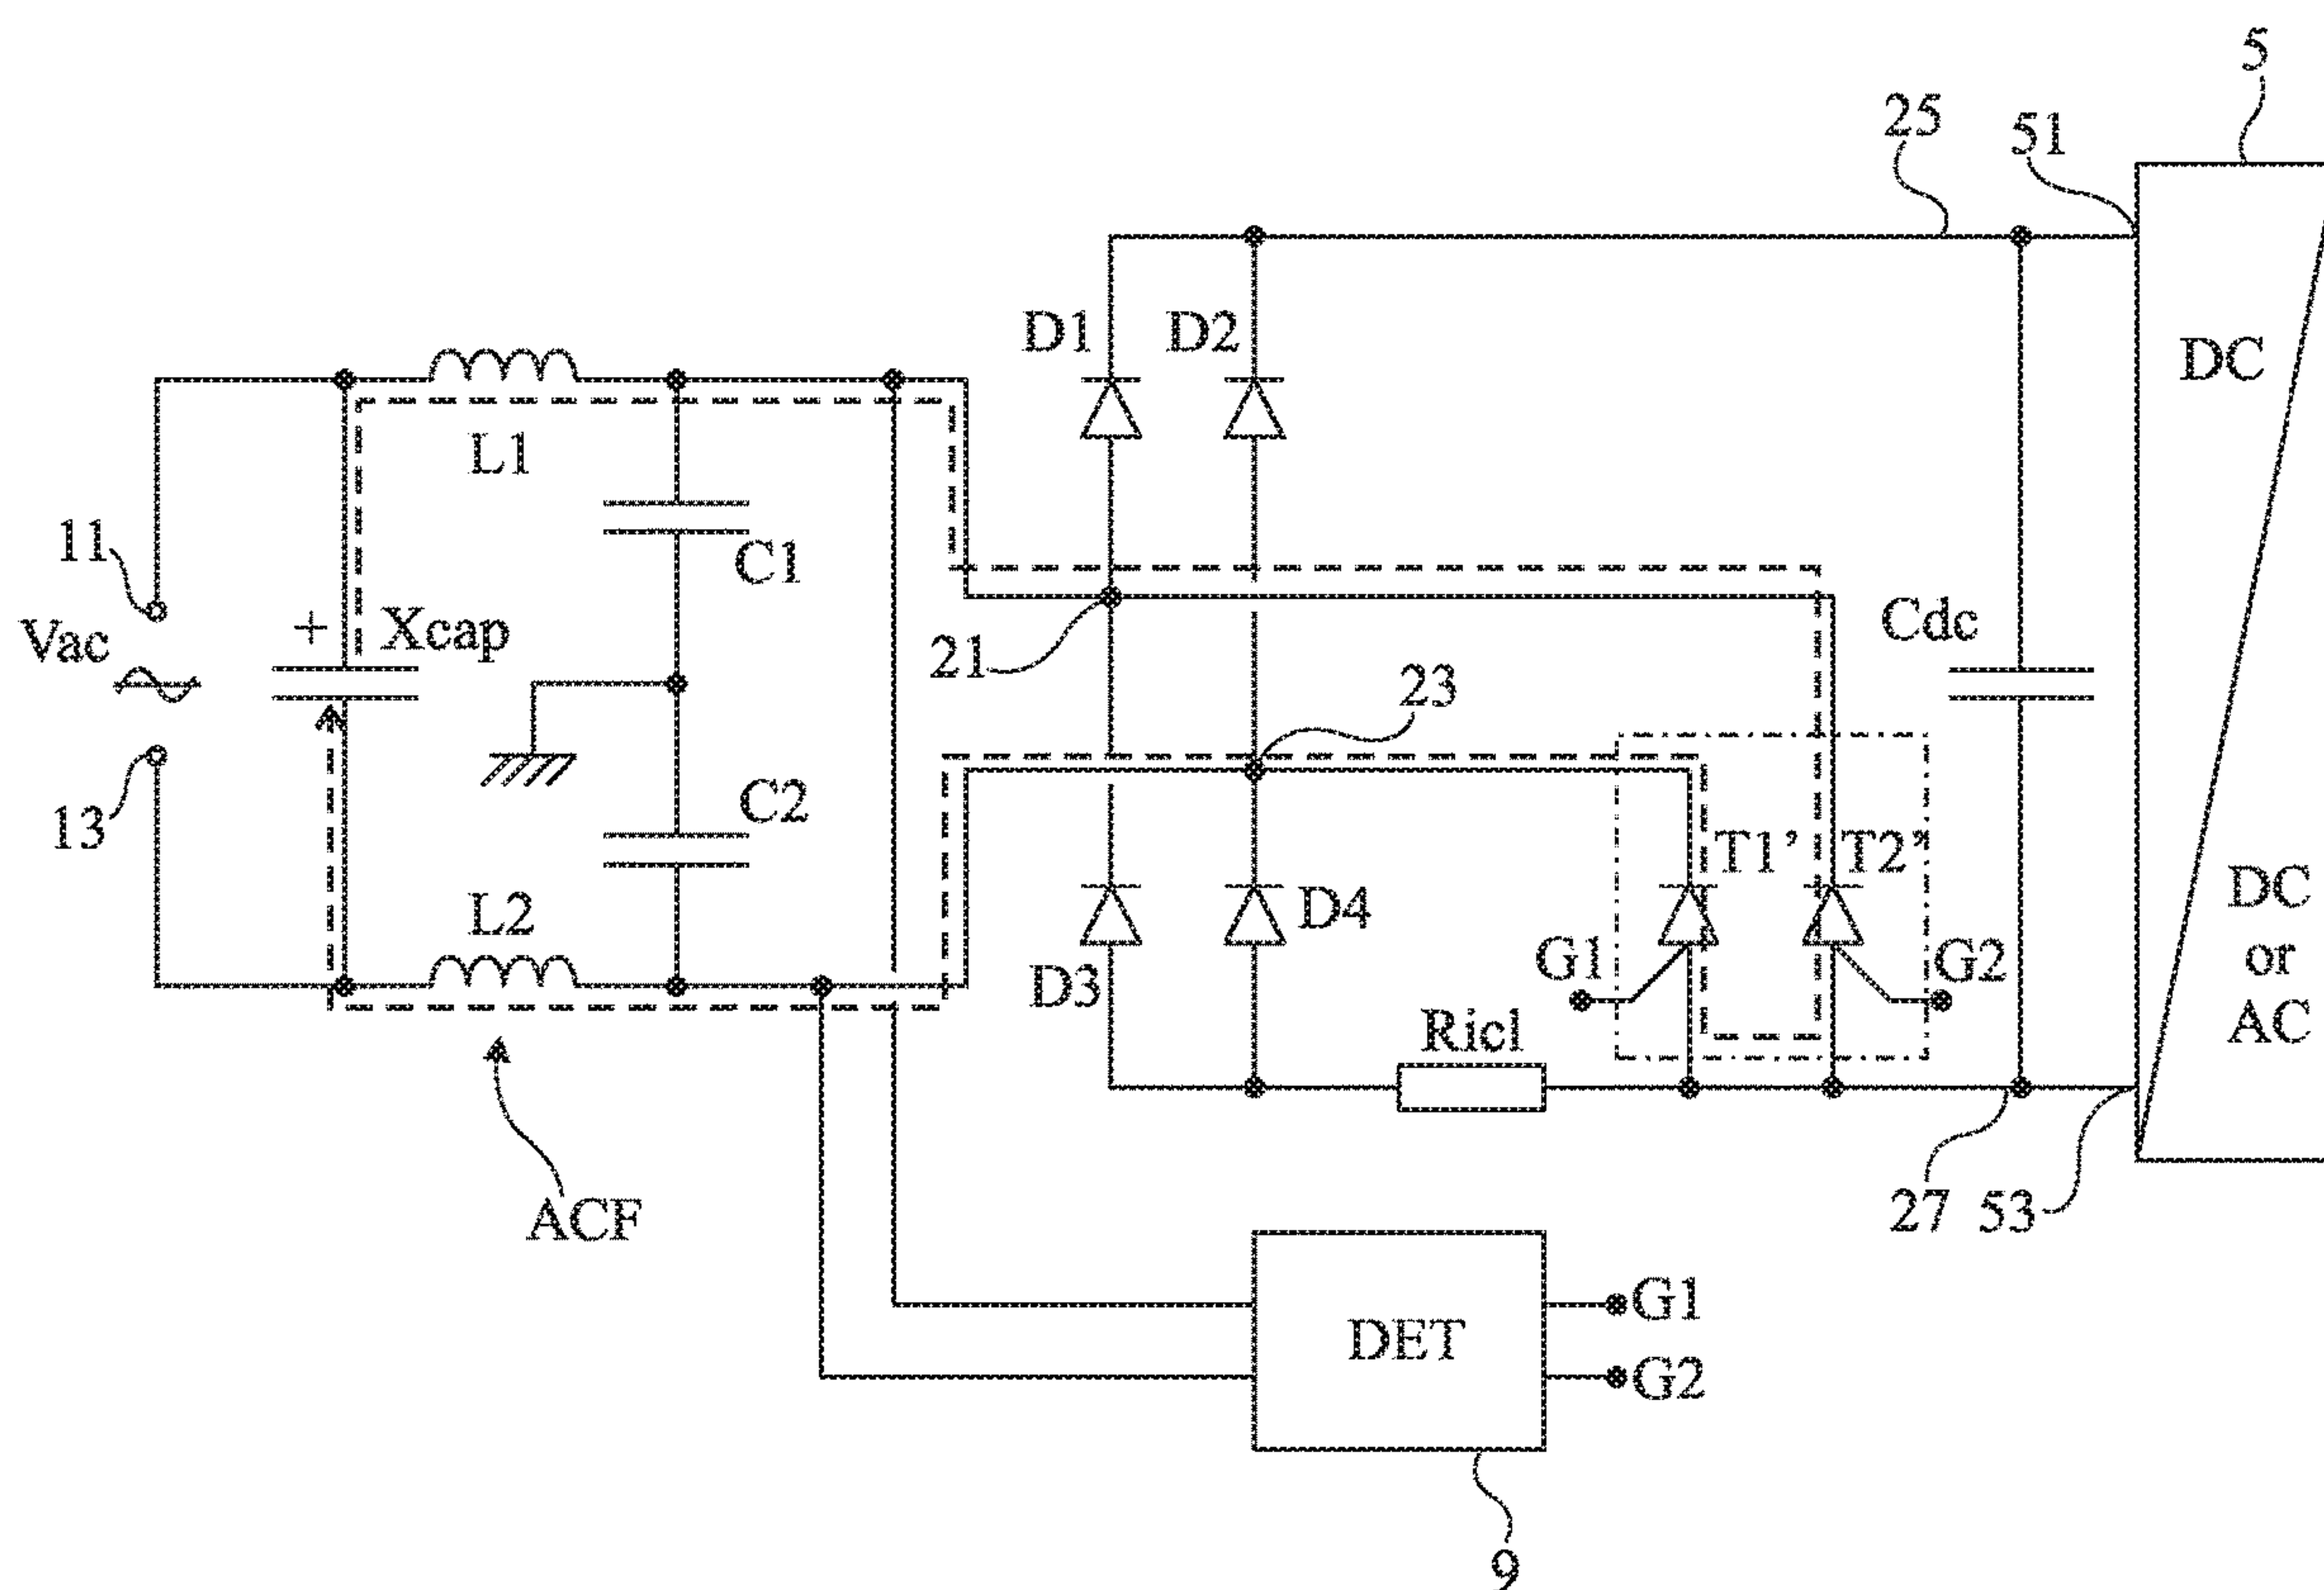 5
25
51
D1
D2
DC
L1
11
C1
Vac
+
Xcap
21
Cdc
23
13
C2
T1’
T2’
L2
D4
D3
G1
G2
DC
or
AC
Ricl
ACF
27
53
DET
G1
G2
9